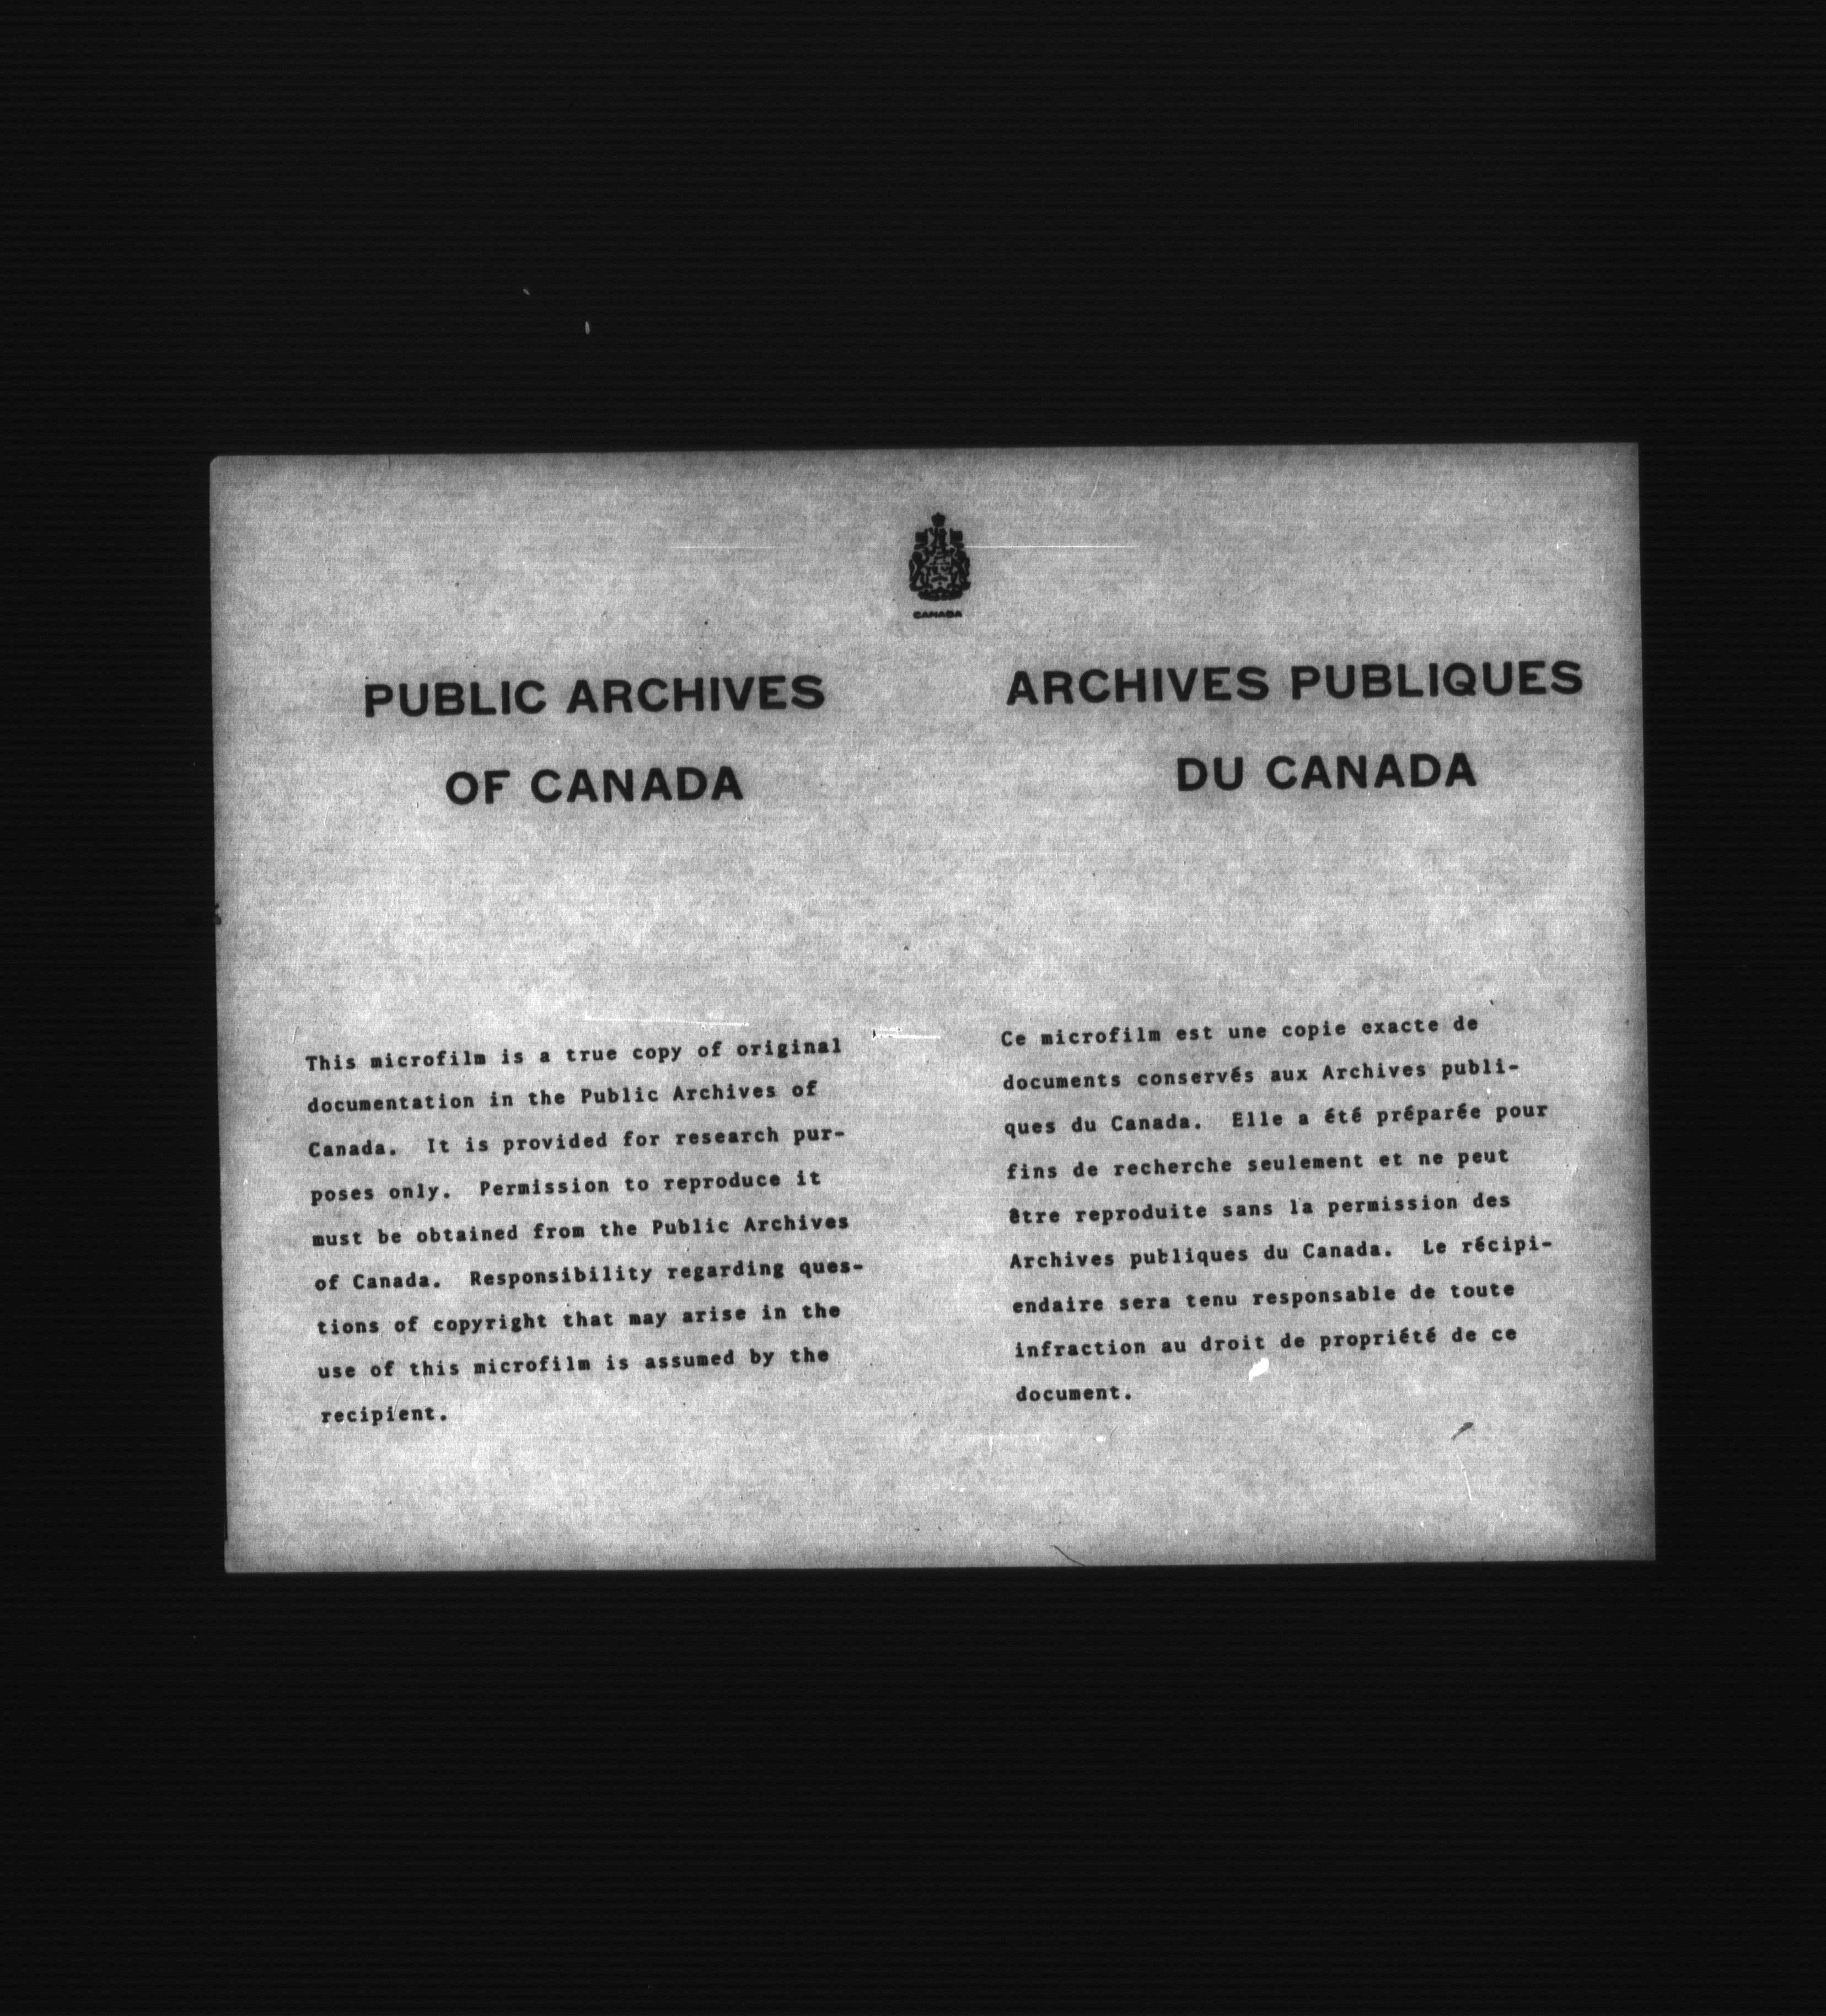 CANADA
PUBLIC ARCHIVES
OF CANADA
This microfilm is a true copy of original
documentation in the Public Archives of
Canada. It is provided for research pur-
poses only. Permission to reproduce it
must be obtained from the Public Archives
of Canada. Responsibility regarding ques-
tions of copyright that may arise in the
use of this microfilm is assumed by the
recipient.
ARCHIVES PUBLIQUES
DU CANADA
Ce microfilm est une copie exacte de
documents conservés aux Archives publi-
ques du Canada. Elle a été préparée pour
fins de recherche seulement et ne peut
être reproduite sans la permission des
Archives publiques du Canada. Le récipi-
endaire sera tenu responsable de toute
infraction au droit de propriété de ce
document.